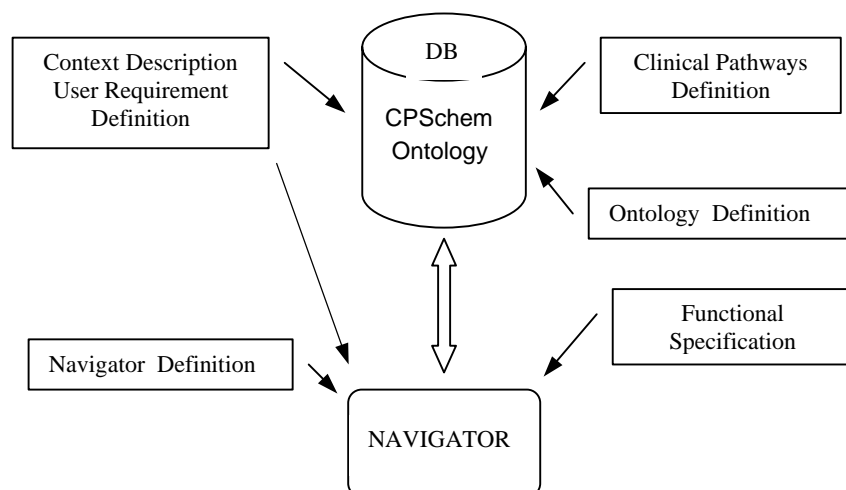 Context Description
User Requirement
Definition
DB
CPSchem
Ontology
Clinical Pathways
Definition
Ontology Definition
Functional
Specification
Navigator Definition
NAVIGATOR